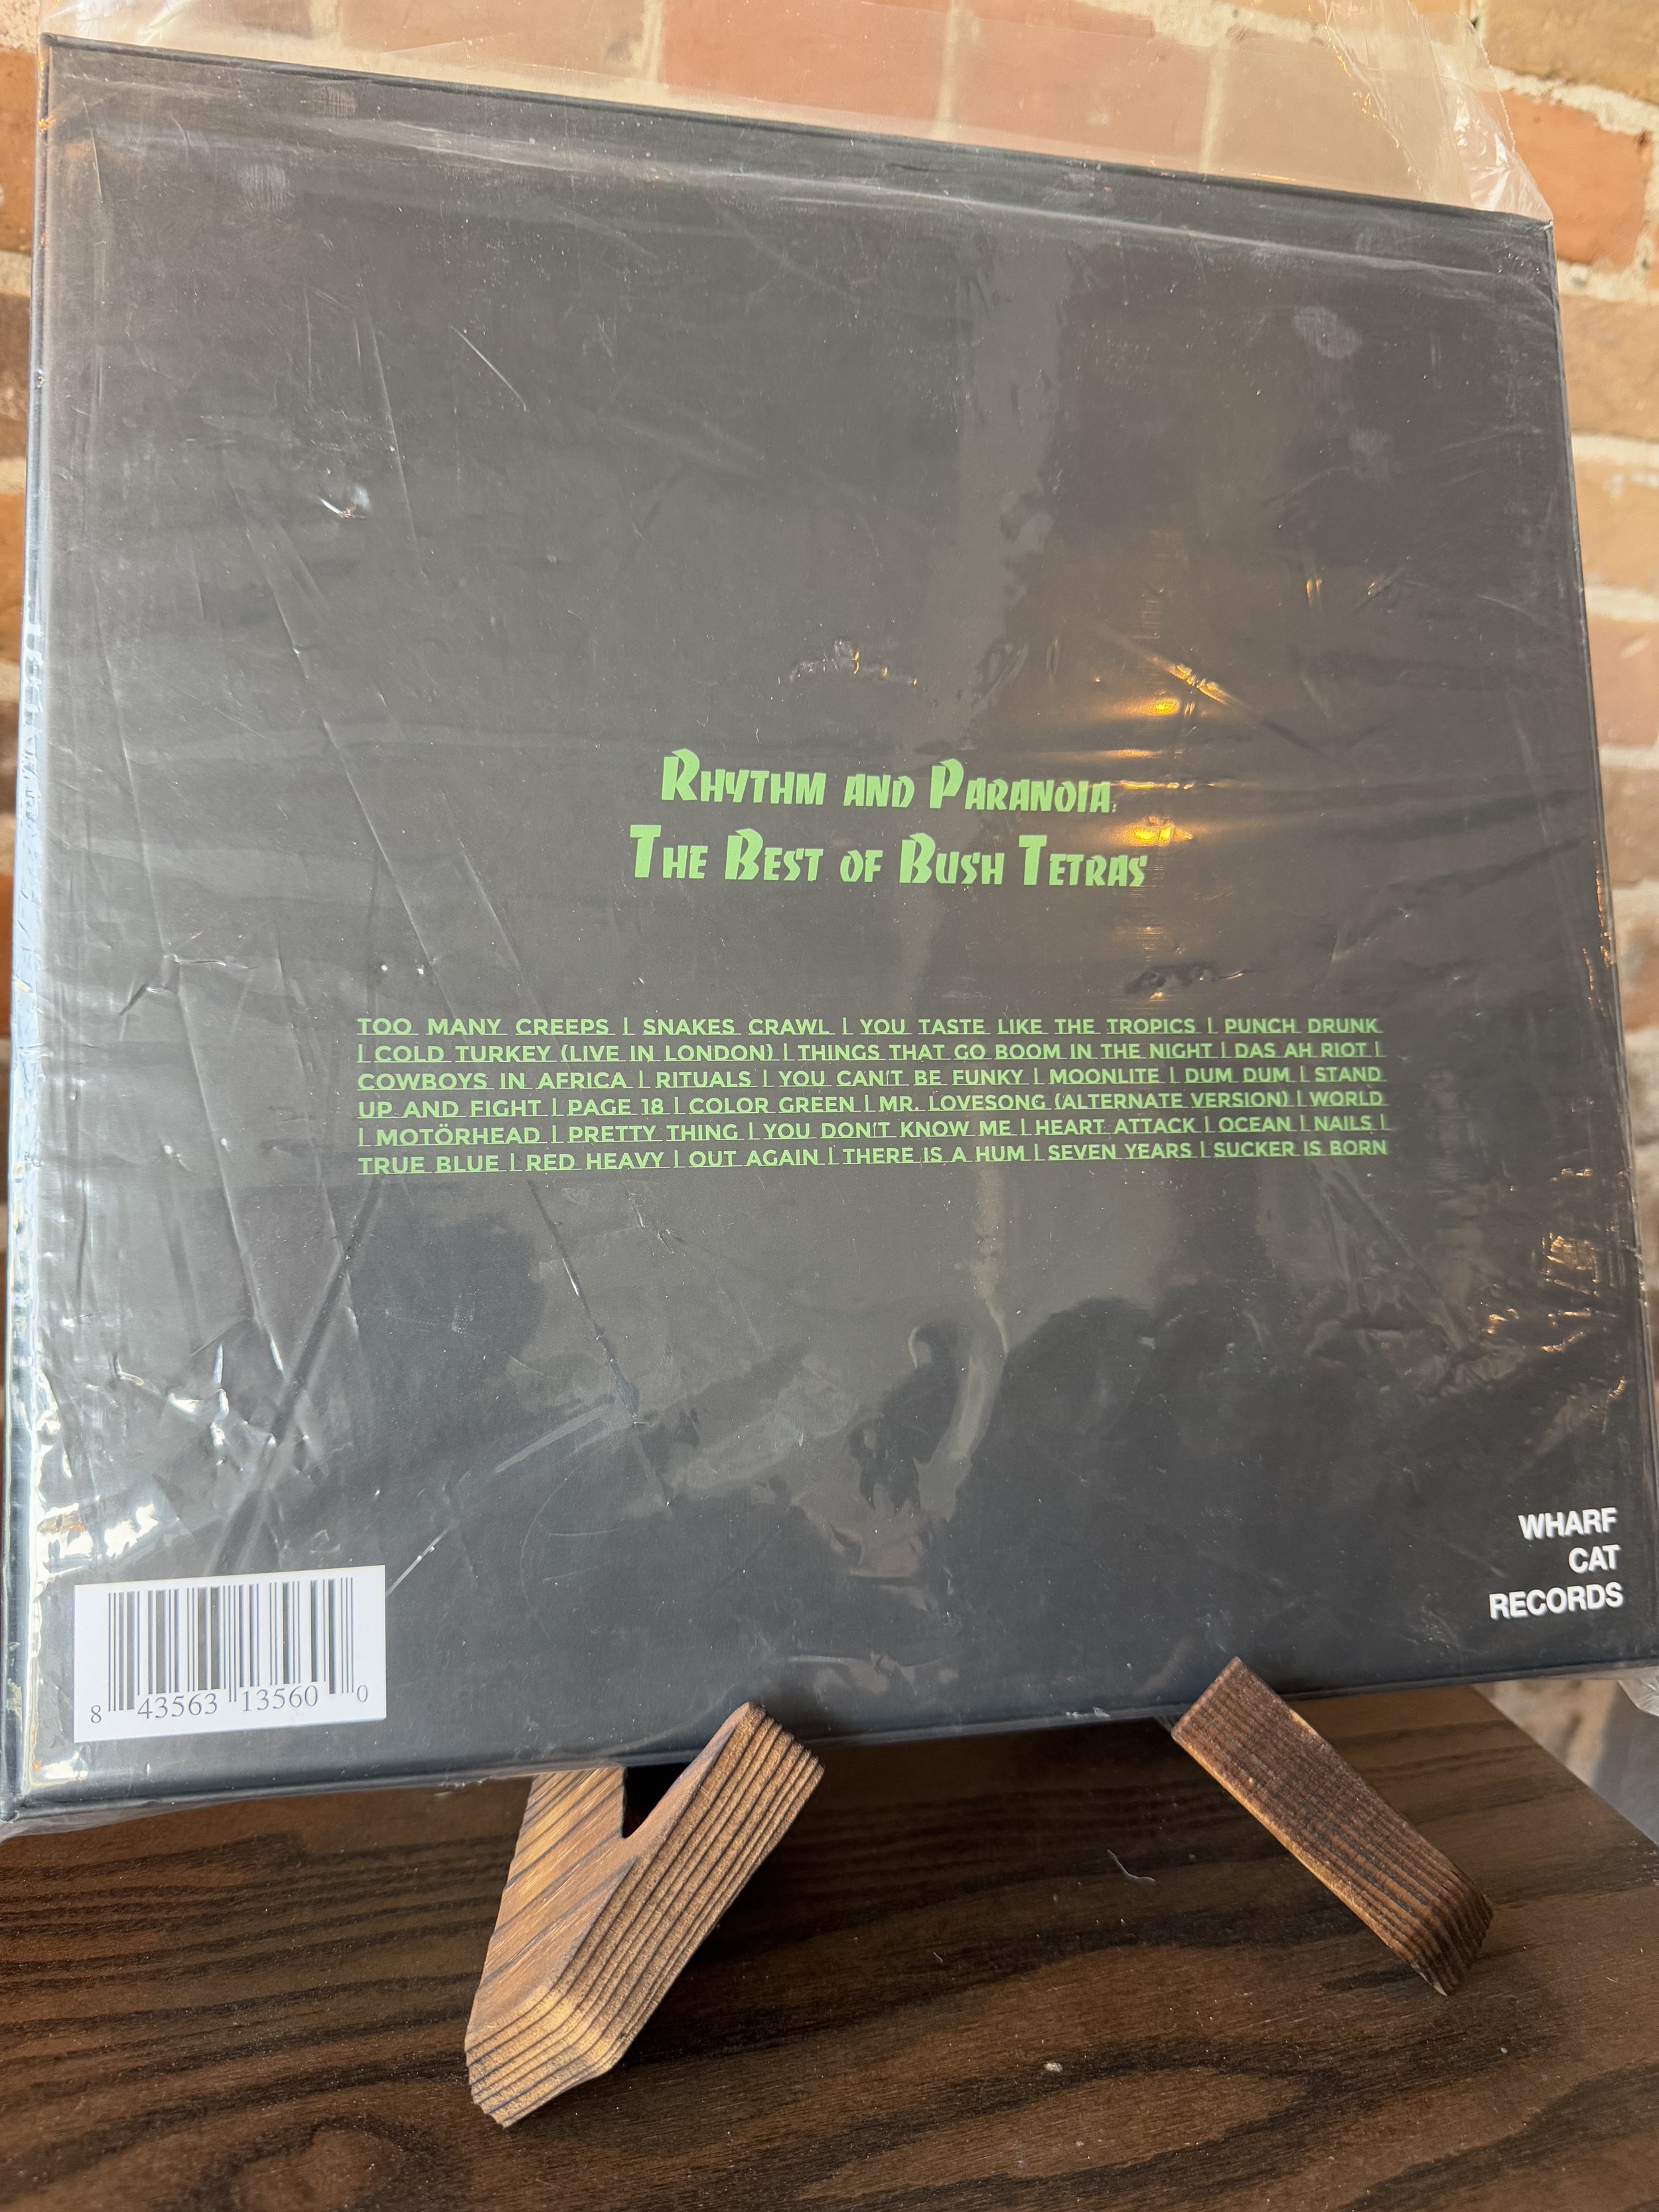 RHYTHM AND PARANOIA:
THE BEST OF BUSH TETRAS
TOO MANY CREEPS | SNAKES CRAWL | YOU TASTE LIKE THE TROPICS | PUNCH DRUNK
| COLD TURKEY (LIVE IN LONDON) | THINGS THAT GO BOOM IN THE NIGHT | DAS AH RIOT |
COWBOYS IN AFRICA | RITUALS | YOU CAN'T BE FUNKY | MOONLITE | DUM DUM | STAND
UP AND FIGHT | PAGE 18 | COLOR GREEN | MR. LOVESONG (ALTERNATE VERSION) | WORLD
| MOTÖRHEAD | PRETTY THING | YOU DON'T KNOW ME | HEART ATTACK | OCEAN | NAILS |
TRUE BLUE | RED HEAVY | OUT AGAIN | THERE IS A HUM | SEVEN YEARS | SUCKER IS BORN
WHARF
CAT
RECORDS
8 43563 13560 0